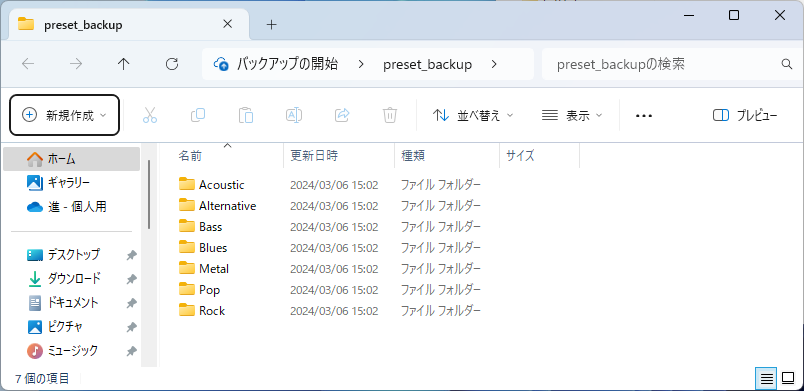 preset_backup
バックアップの開始 preset_backup
preset_backupの検索
新規作成
並べ替え
表示
プレビュー
ホーム
ギャラリー
進 - 個人用
デスクトップ
ダウンロード
ドキュメント
ピクチャ
ミュージック
名前 更新日時 種類 サイズ
Acoustic 2024/03/06 15:02 ファイル フォルダー
Alternative 2024/03/06 15:02 ファイル フォルダー
Bass 2024/03/06 15:02 ファイル フォルダー
Blues 2024/03/06 15:02 ファイル フォルダー
Metal 2024/03/06 15:02 ファイル フォルダー
Pop 2024/03/06 15:02 ファイル フォルダー
Rock 2024/03/06 15:02 ファイル フォルダー
7 個の項目